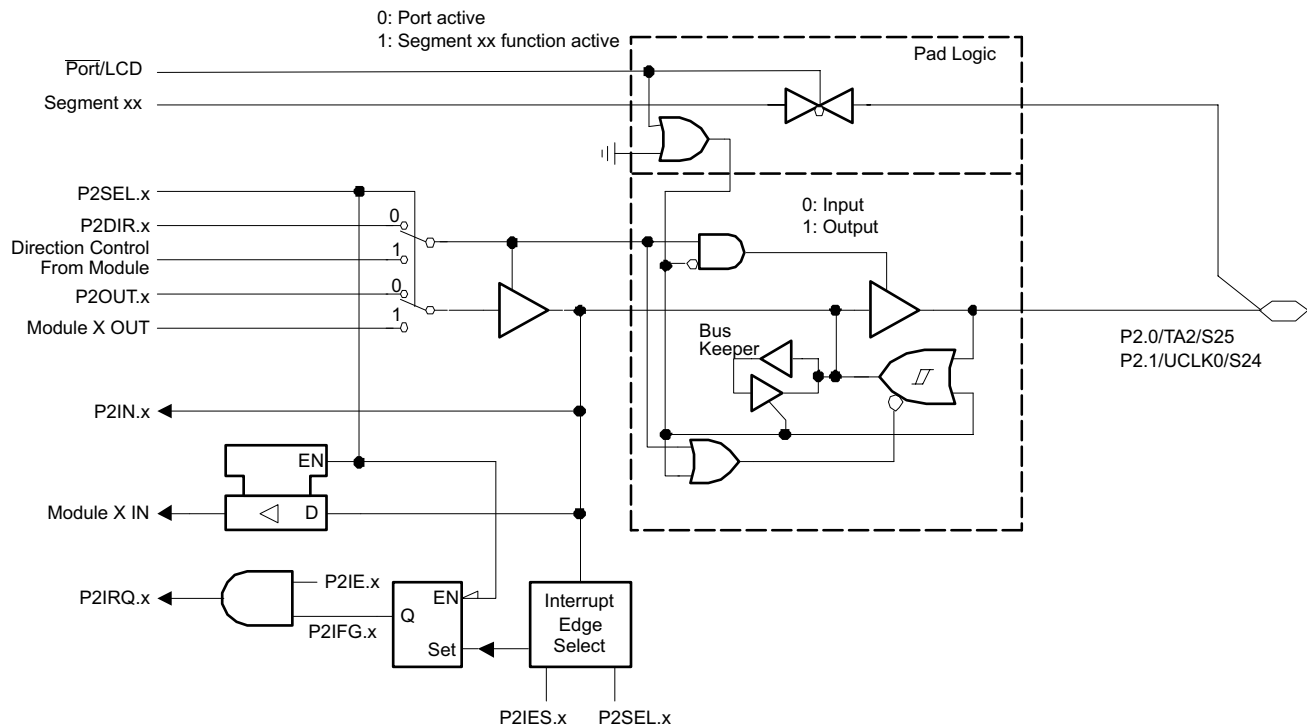 0: Port active
1: Segment xx function active
Pad Logic
Port/LCD
Segment xx
P2SEL.x
P2DIR.x
0
Direction Control
From Module
1
P2OUT.x
0
Module X OUT
1
0: Input
1: Output
Bus
Keeper
P2.0/TA2/S25
P2.1/UCLK0/S24
P2IN.x
EN
Module X IN
D
P2IRQ.x
P2IE.x
P2IFG.x
EN
Q
Set
Interrupt
Edge
Select
P2IES.x
P2SEL.x